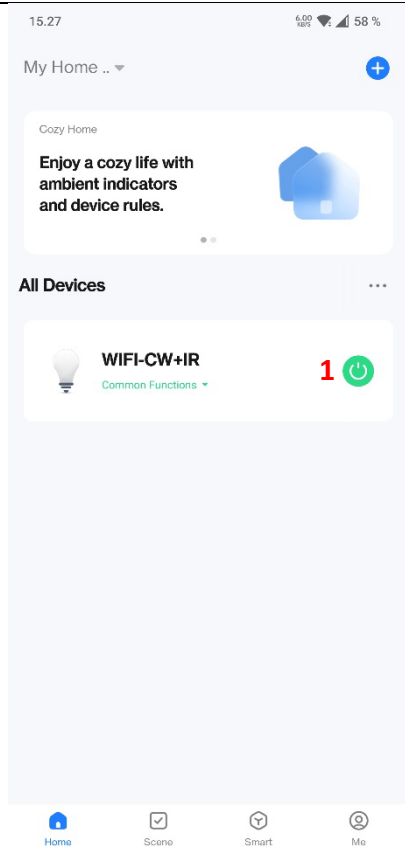 15.27 6.00 KB/S 58 %
My Home ..
Cozy Home
Enjoy a cozy life with
ambient indicators
and device rules.
All Devices
WIFI-CW+IR
Common Functions
1
Home Scene Smart Me